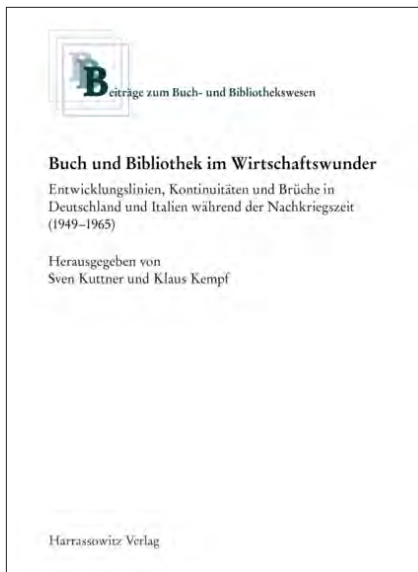 Beiträge zum Buch- und Bibliothekswesen
Buch und Bibliothek im Wirtschaftswunder
Entwicklungslinien, Kontinuitäten und Brüche in
Deutschland und Italien während der Nachkriegszeit
(1949–1965)
Herausgegeben von
Sven Kuttner und Klaus Kempf
Harrassowitz Verlag